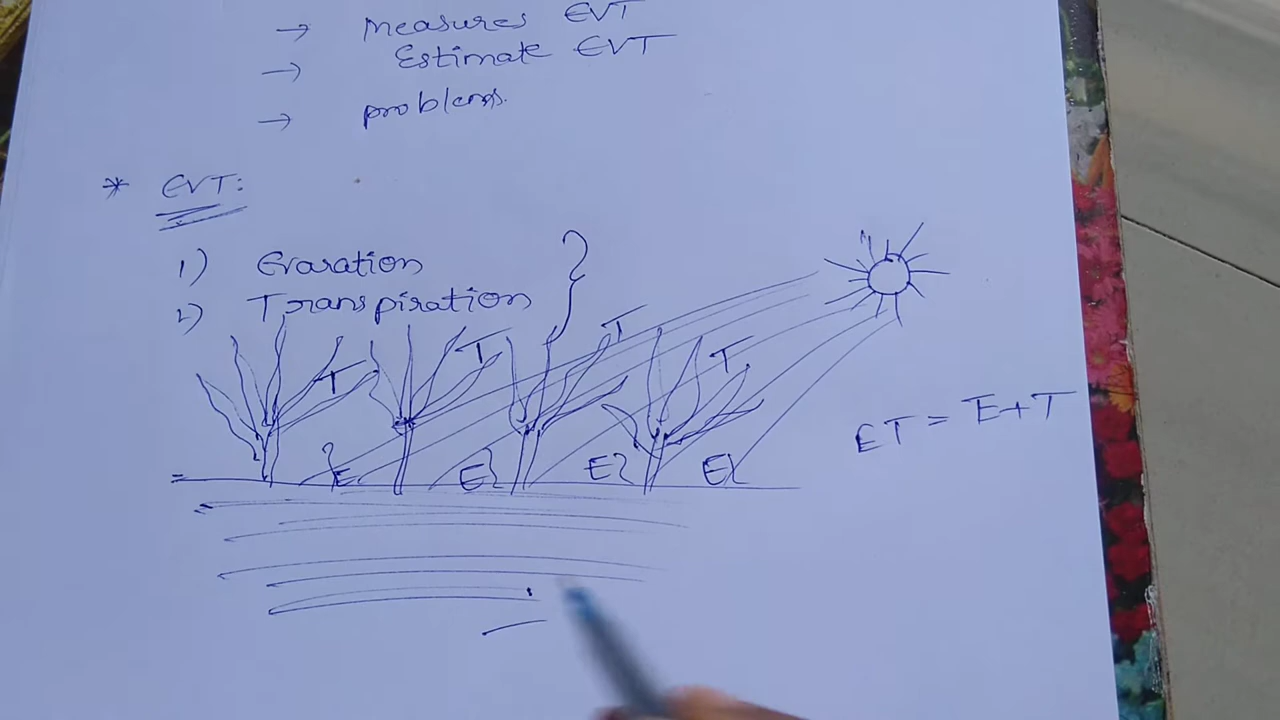 → Measures EVT
→ Estimate EVT
→ problems.
* EVT:
1) Evaration
2) Transpiration
T T T T
E E E E
ET = E+T